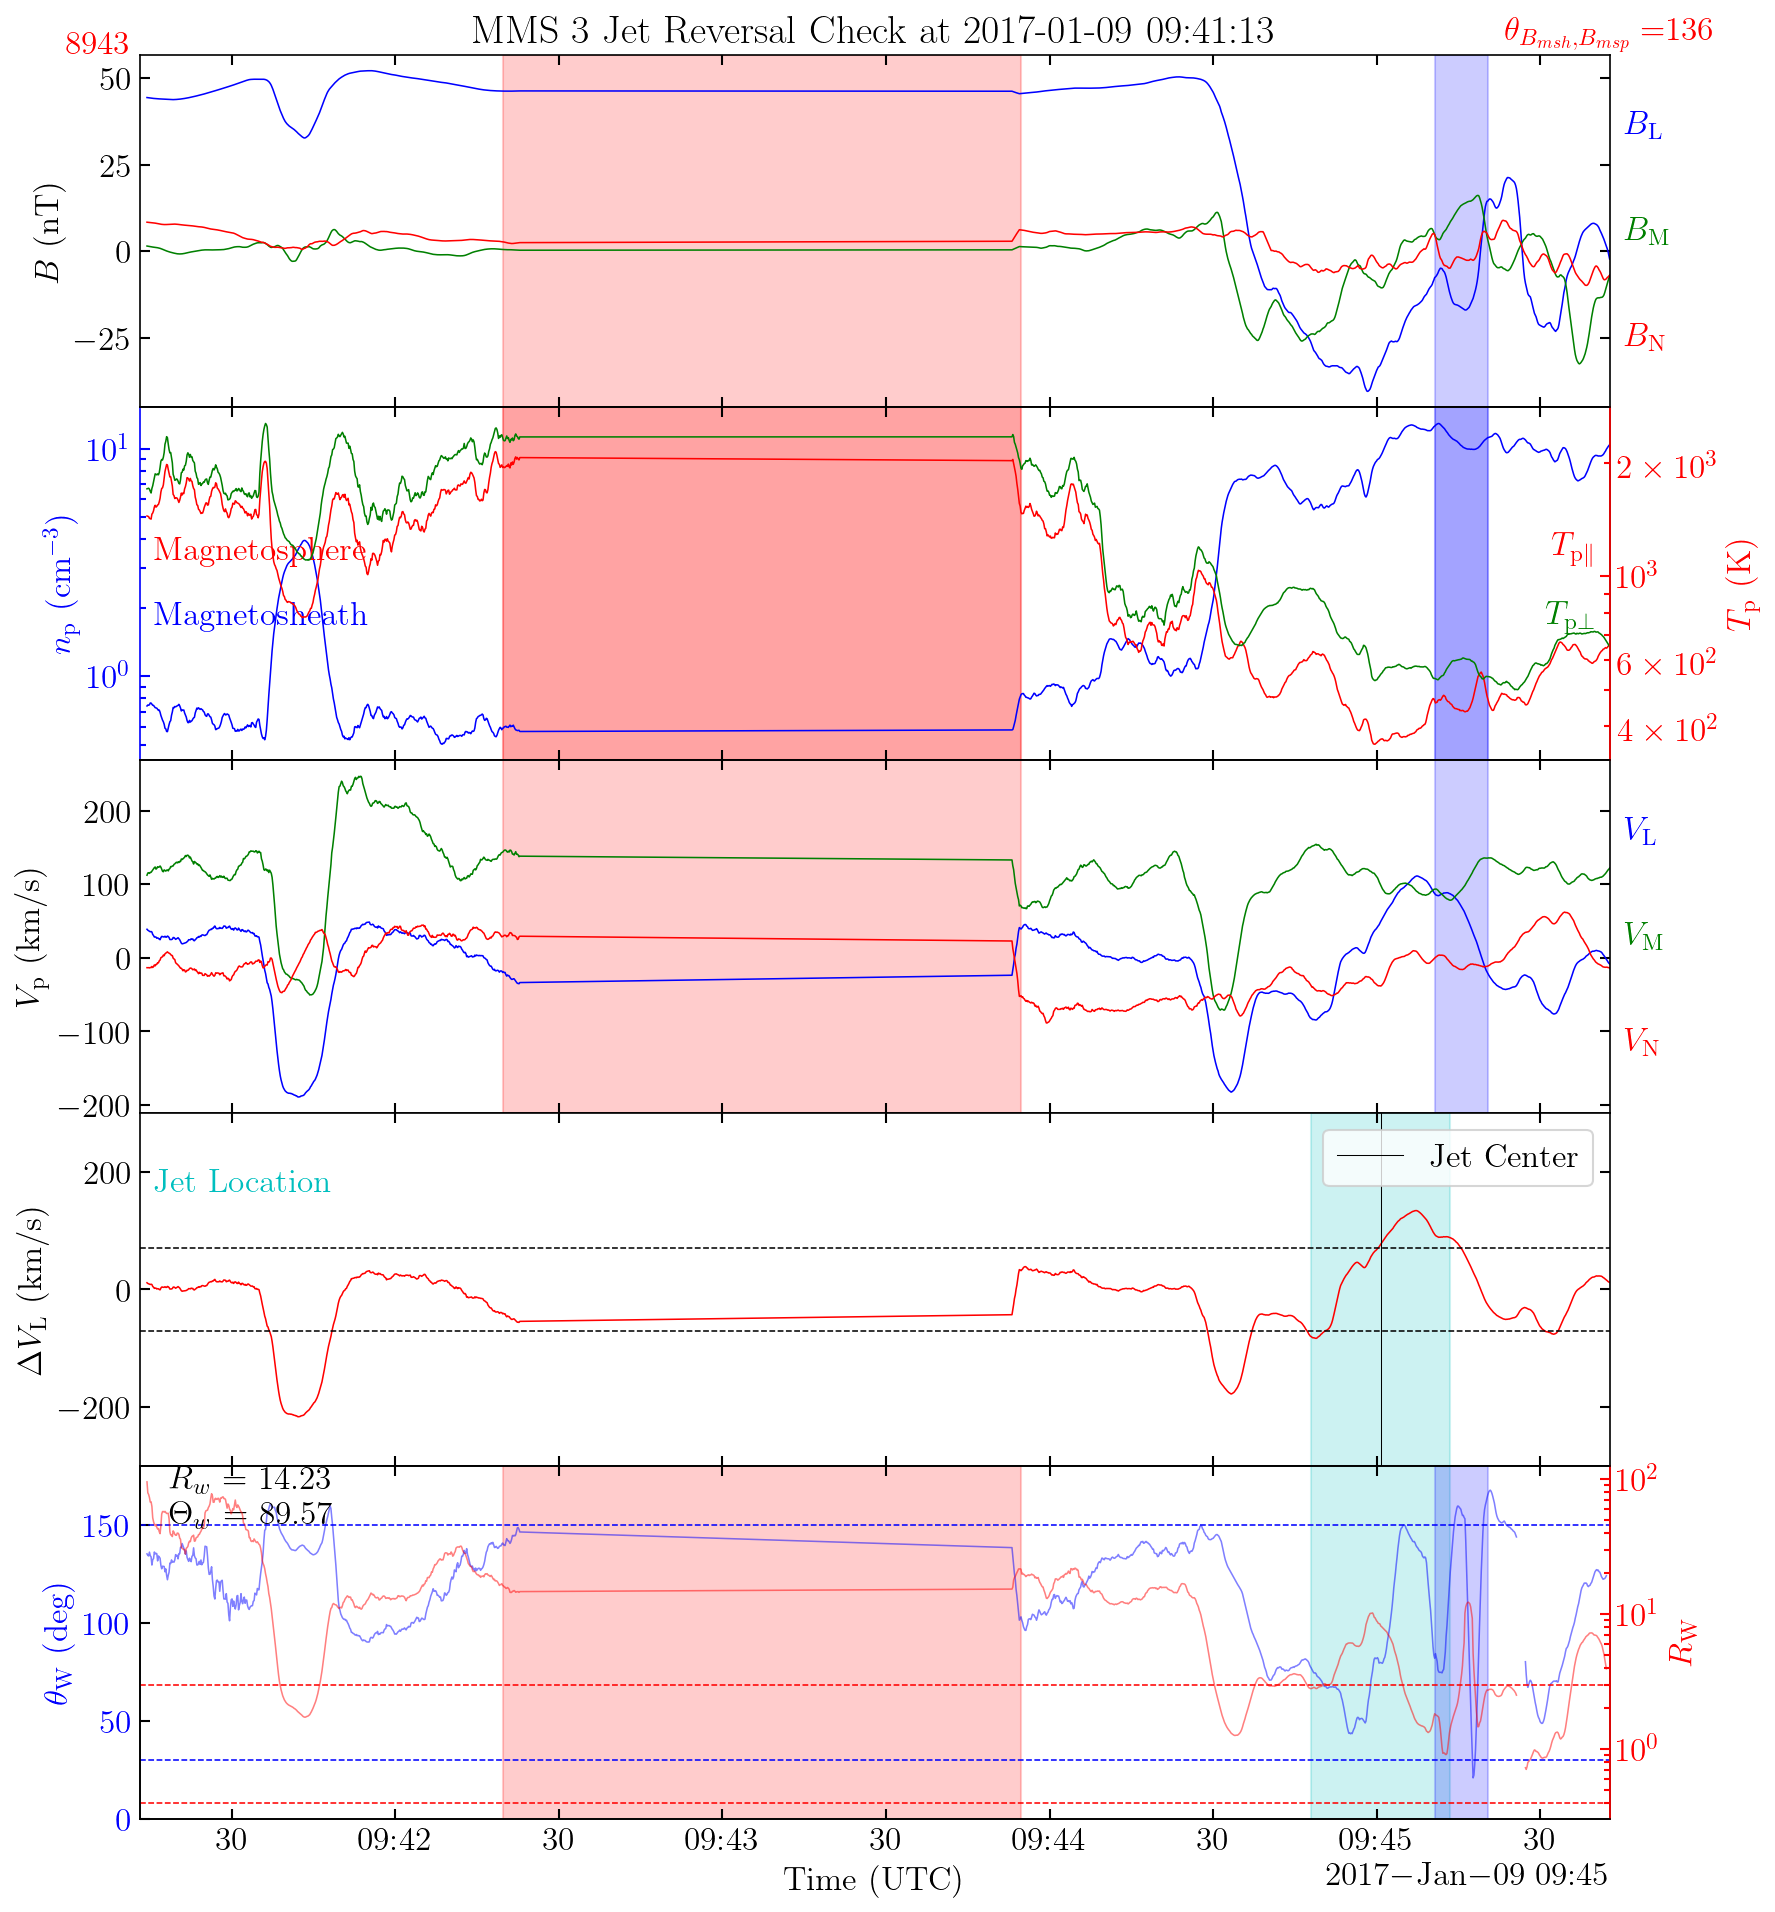 MMS 3 Jet Reversal Check at 2017-01-09 09:41:13
8943
θ_{B_{msh},B_{msp}} =136
50
25
0
−25
B (nT)
B_L
B_M
B_N
10^1
10^0
n_p (cm^{−3})
Magnetosphere
Magnetosheath
T_{p∥}
T_{p⊥}
2 × 10^3
10^3
6 × 10^2
4 × 10^2
T_p (K)
200
100
0
−100
−200
V_p (km/s)
V_L
V_M
V_N
200
0
−200
ΔV_L (km/s)
Jet Location
Jet Center
R_w = 14.23
Θ_w = 89.57
150
100
50
0
θ_W (deg)
10^2
10^1
10^0
R_W
30 09:42 30 09:43 30 09:44 30 09:45 30
2017−Jan−09 09:45
Time (UTC)